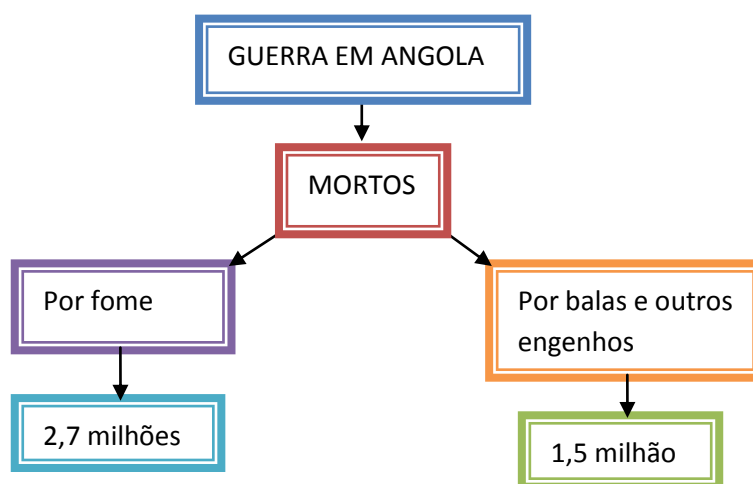 GUERRA EM ANGOLA
MORTOS
Por fome
Por balas e outros
engenhos
2,7 milhões
1,5 milhão